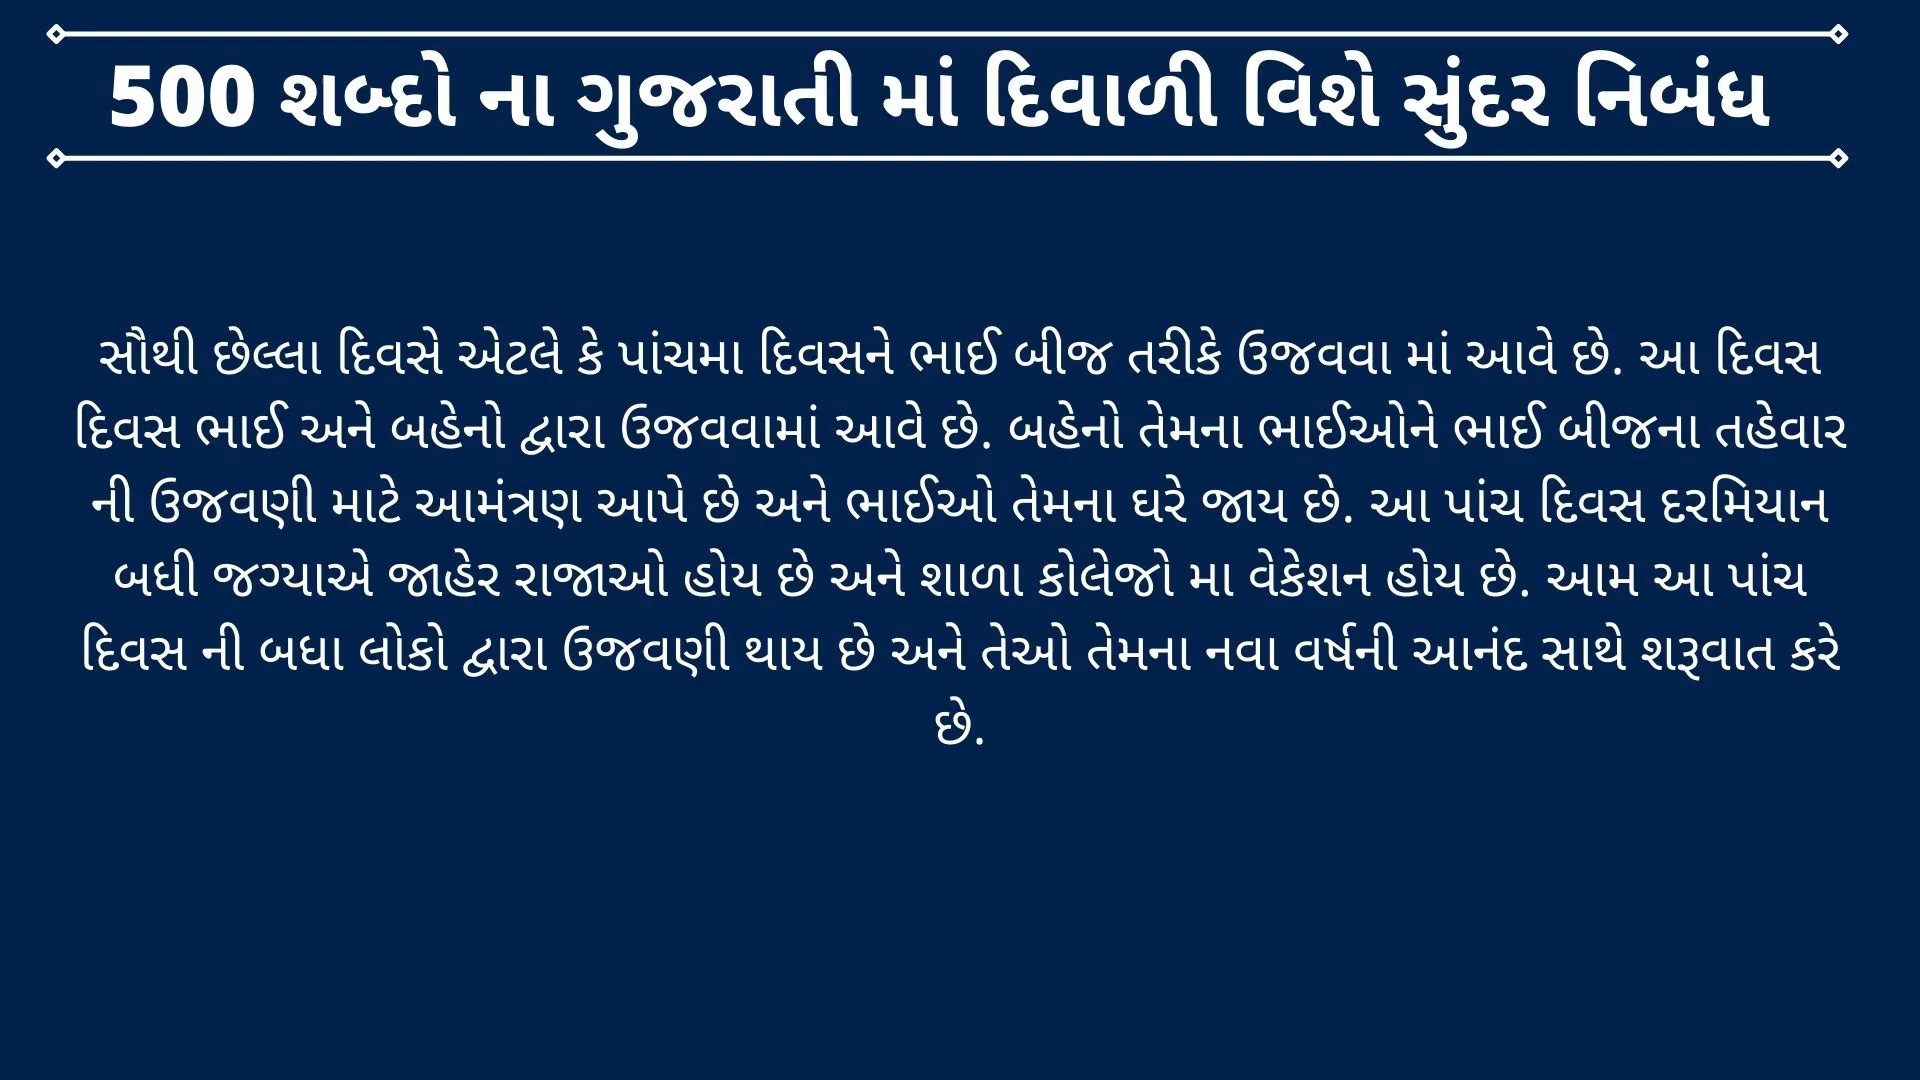 500 શબ્દો ના ગુજરાતી માં દિવાળી વિશે સુંદર નિબંધ
સૌથી છેલ્લા દિવસે એટલે કે પાંચમા દિવસને ભાઈ બીજ તરીકે ઉજવવા માં આવે છે. આ દિવસ
દિવસ ભાઈ અને બહેનો દ્વારા ઉજવવામાં આવે છે. બહેનો તેમના ભાઈઓને ભાઈ બીજના તહેવાર
ની ઉજવણી માટે આમંત્રણ આપે છે અને ભાઈઓ તેમના ઘરે જાય છે. આ પાંચ દિવસ દરમિયાન
બધી જગ્યાએ જાહેર રાજાઓ હોય છે અને શાળા કોલેજો મા વેકેશન હોય છે. આમ આ પાંચ
દિવસ ની બધા લોકો દ્વારા ઉજવણી થાય છે અને તેઓ તેમના નવા વર્ષની આનંદ સાથે શરૂવાત કરે
છે.